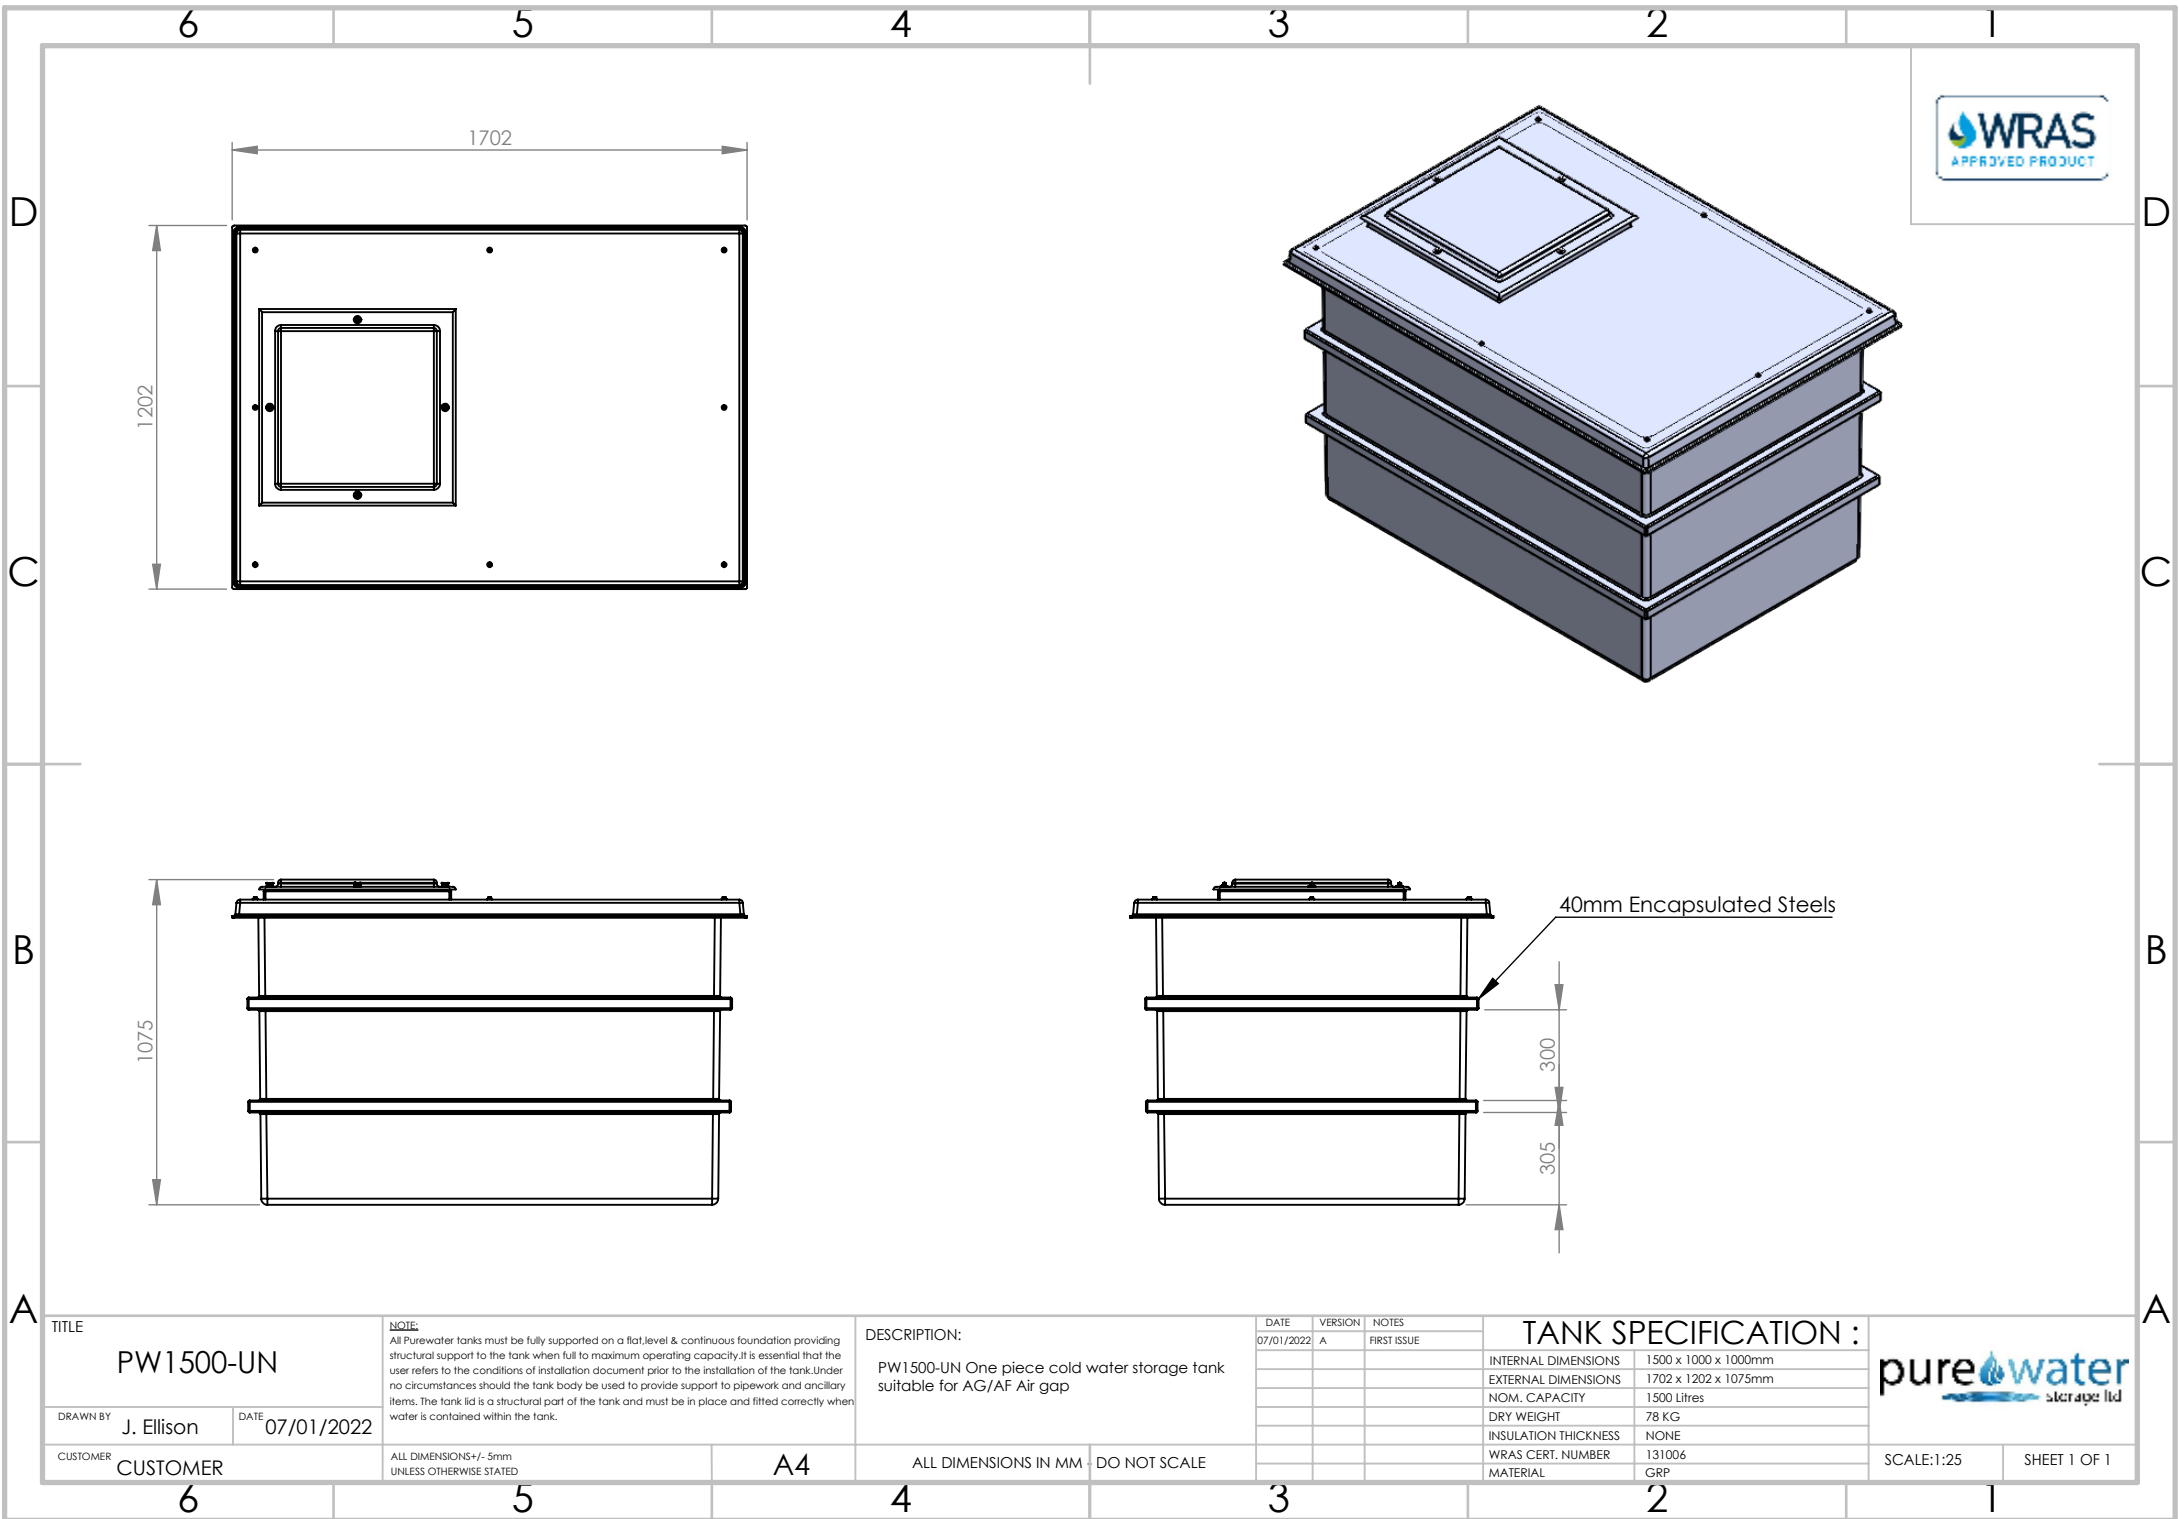 6 5 4 3 2 1
D
D
C
C
B
B
A
A
1702
1202
WRAS
APPROVED PRODUCT
1075
40mm Encapsulated Steels
300
305
TITLE
PW1500-UN
DRAWN BY J. Ellison
DATE 07/01/2022
CUSTOMER CUSTOMER
NOTE:
All Purewater tanks must be fully supported on a flat,level & continuous foundation providing
structural support to the tank when full to maximum operating capacity.It is essential that the
user refers to the conditions of installation document prior to the installation of the tank.Under
no circumstances should the tank body be used to provide support to pipework and ancillary
items. The tank lid is a structural part of the tank and must be in place and fitted correctly when
water is contained within the tank.
ALL DIMENSIONS+/- 5mm
UNLESS OTHERWISE STATED
A4
DESCRIPTION:
PW1500-UN One piece cold water storage tank
suitable for AG/AF Air gap
ALL DIMENSIONS IN MM - DO NOT SCALE
DATE VERSION NOTES
07/01/2022 A FIRST ISSUE
TANK SPECIFICATION :
INTERNAL DIMENSIONS 1500 x 1000 x 1000mm
EXTERNAL DIMENSIONS 1702 x 1202 x 1075mm
NOM. CAPACITY 1500 Litres
DRY WEIGHT 78 KG
INSULATION THICKNESS NONE
WRAS CERT. NUMBER 131006
MATERIAL GRP
pure water
storage ltd
SCALE:1:25
SHEET 1 OF 1
6 5 4 3 2 1